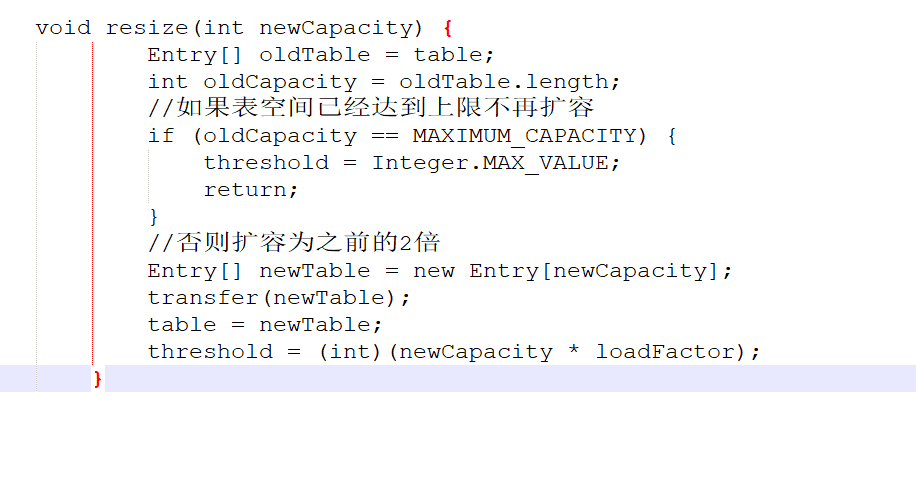 void resize(int newCapacity) {
Entry[] oldTable = table;
int oldCapacity = oldTable.length;
//如果表空间已经达到上限不再扩容
if (oldCapacity == MAXIMUM_CAPACITY) {
threshold = Integer.MAX_VALUE;
return;
}
//否则扩容为之前的2倍
Entry[] newTable = new Entry[newCapacity];
transfer(newTable);
table = newTable;
threshold = (int)(newCapacity * loadFactor);
}